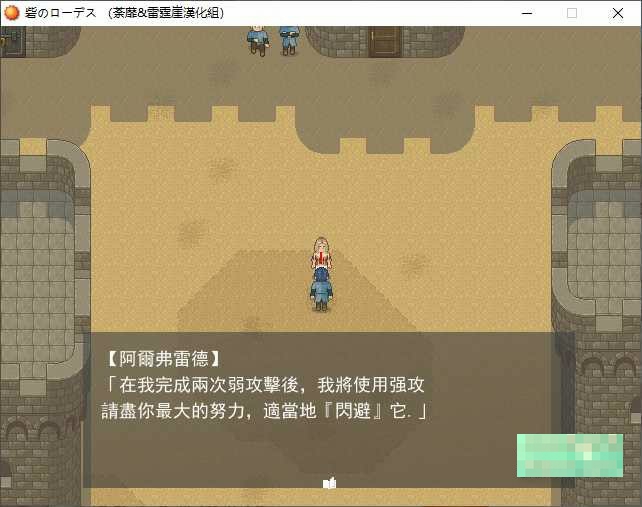 砦のローデス （荼靡&雷霆崖漢化組）
【阿爾弗雷德】
「在我完成兩次弱攻擊後，我將使用强攻
請盡你最大的努力，適當地『閃避』它.」